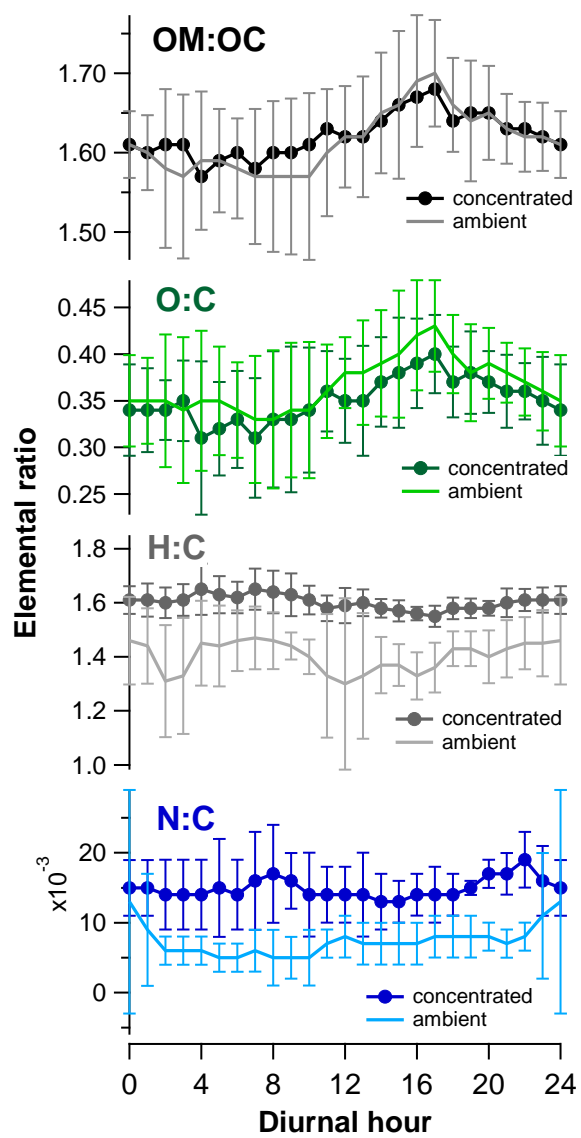 OM:OC
1.70
1.60
1.50
concentrated
ambient
O:C
0.45
0.40
0.35
0.30
0.25
concentrated
ambient
Elemental ratio
H:C
1.8
1.6
1.4
1.2
1.0
concentrated
ambient
N:C
x10-3
20
10
0
concentrated
ambient
0 4 8 12 16 20 24
Diurnal hour